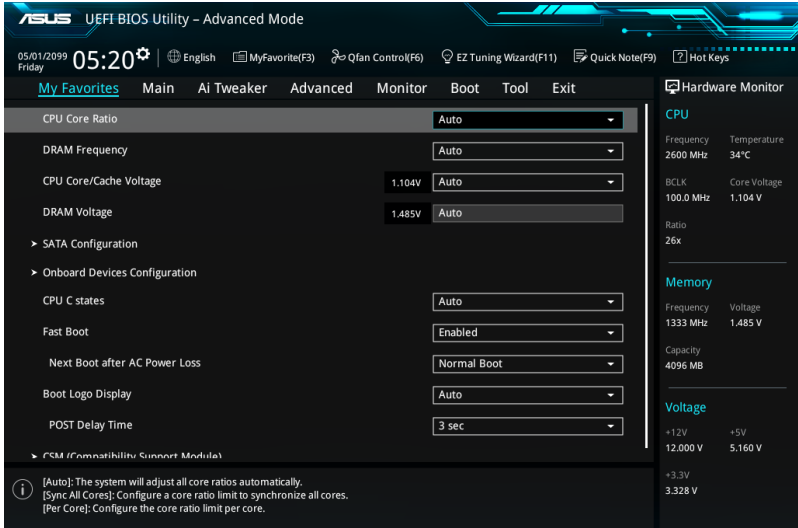 ASUS UEFI BIOS Utility – Advanced Mode
05/01/2099
Friday
05:20
English
MyFavorite(F3)
Qfan Control(F6)
EZ Tuning Wizard(F11)
Quick Note(F9)
? Hot Keys
My Favorites Main Ai Tweaker Advanced Monitor Boot Tool Exit
CPU Core Ratio Auto
DRAM Frequency Auto
CPU Core/Cache Voltage 1.104V Auto
DRAM Voltage 1.485V Auto
> SATA Configuration
> Onboard Devices Configuration
CPU C states Auto
Fast Boot Enabled
Next Boot after AC Power Loss Normal Boot
Boot Logo Display Auto
POST Delay Time 3 sec
> CSM (Compatibility Support Module)
[Auto]: The system will adjust all core ratios automatically.
[Sync All Cores]: Configure a core ratio limit to synchronize all cores.
[Per Core]: Configure the core ratio limit per core.
Hardware Monitor
CPU
Frequency Temperature
2600 MHz 34°C
BCLK Core Voltage
100.0 MHz 1.104 V
Ratio
26x
Memory
Frequency Voltage
1333 MHz 1.485 V
Capacity
4096 MB
Voltage
+12V +5V
12.000 V 5.160 V
+3.3V
3.328 V